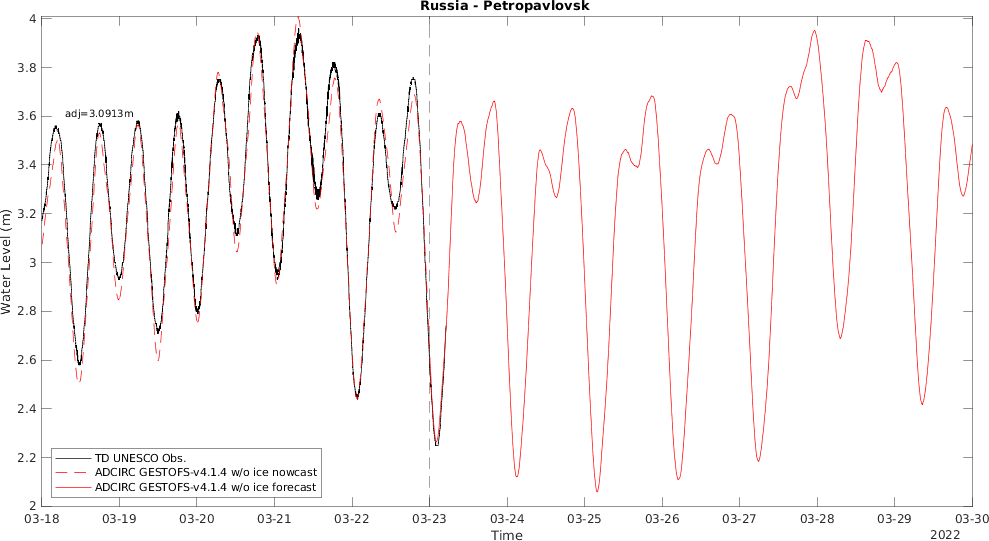 Russia - Petropavlovsk
4
3.8
3.6
3.4
3.2
3
2.8
2.6
2.4
2.2
2
Water Level (m)
adj=3.0913m
TD UNESCO Obs.
ADCIRC GESTOFS-v4.1.4 w/o ice nowcast
ADCIRC GESTOFS-v4.1.4 w/o ice forecast
03-18 03-19 03-20 03-21 03-22 03-23 03-24 03-25 03-26 03-27 03-28 03-29 03-30
Time
2022